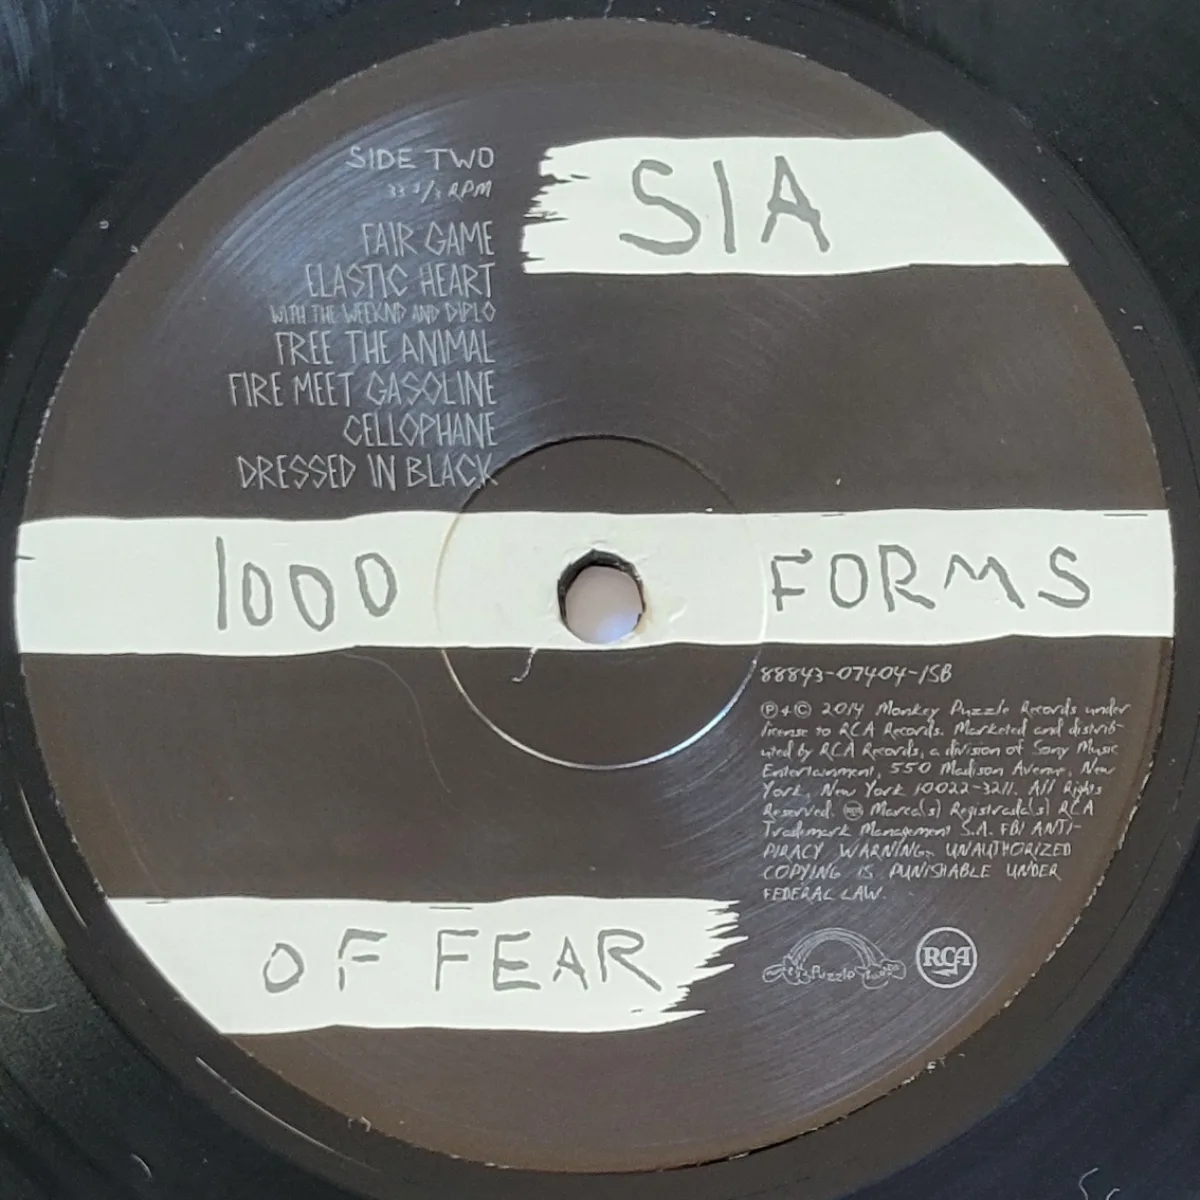 SIDE TWO
33 1/3 RPM
FAIR GAME
ELASTIC HEART
WITH THE WEEKND AND DIPLO
FREE THE ANIMAL
FIRE MEET GASOLINE
CELLOPHANE
DRESSED IN BLACK
SIA
1000 FORMS
OF FEAR
88843-07404-1SB
℗ & © 2014 Monkey Puzzle Records under
license to RCA Records. Marketed and distrib-
uted by RCA Records, a division of Sony Music
Entertainment, 550 Madison Avenue, New
York, New York 10022-3211. All Rights
Reserved. RCA Marca(s) Registrada(s) RCA
Trademark Management S.A. FBI ANTI-
PIRACY WARNING: UNAUTHORIZED
COPYING IS PUNISHABLE UNDER
FEDERAL LAW.
Puzzle
RCA